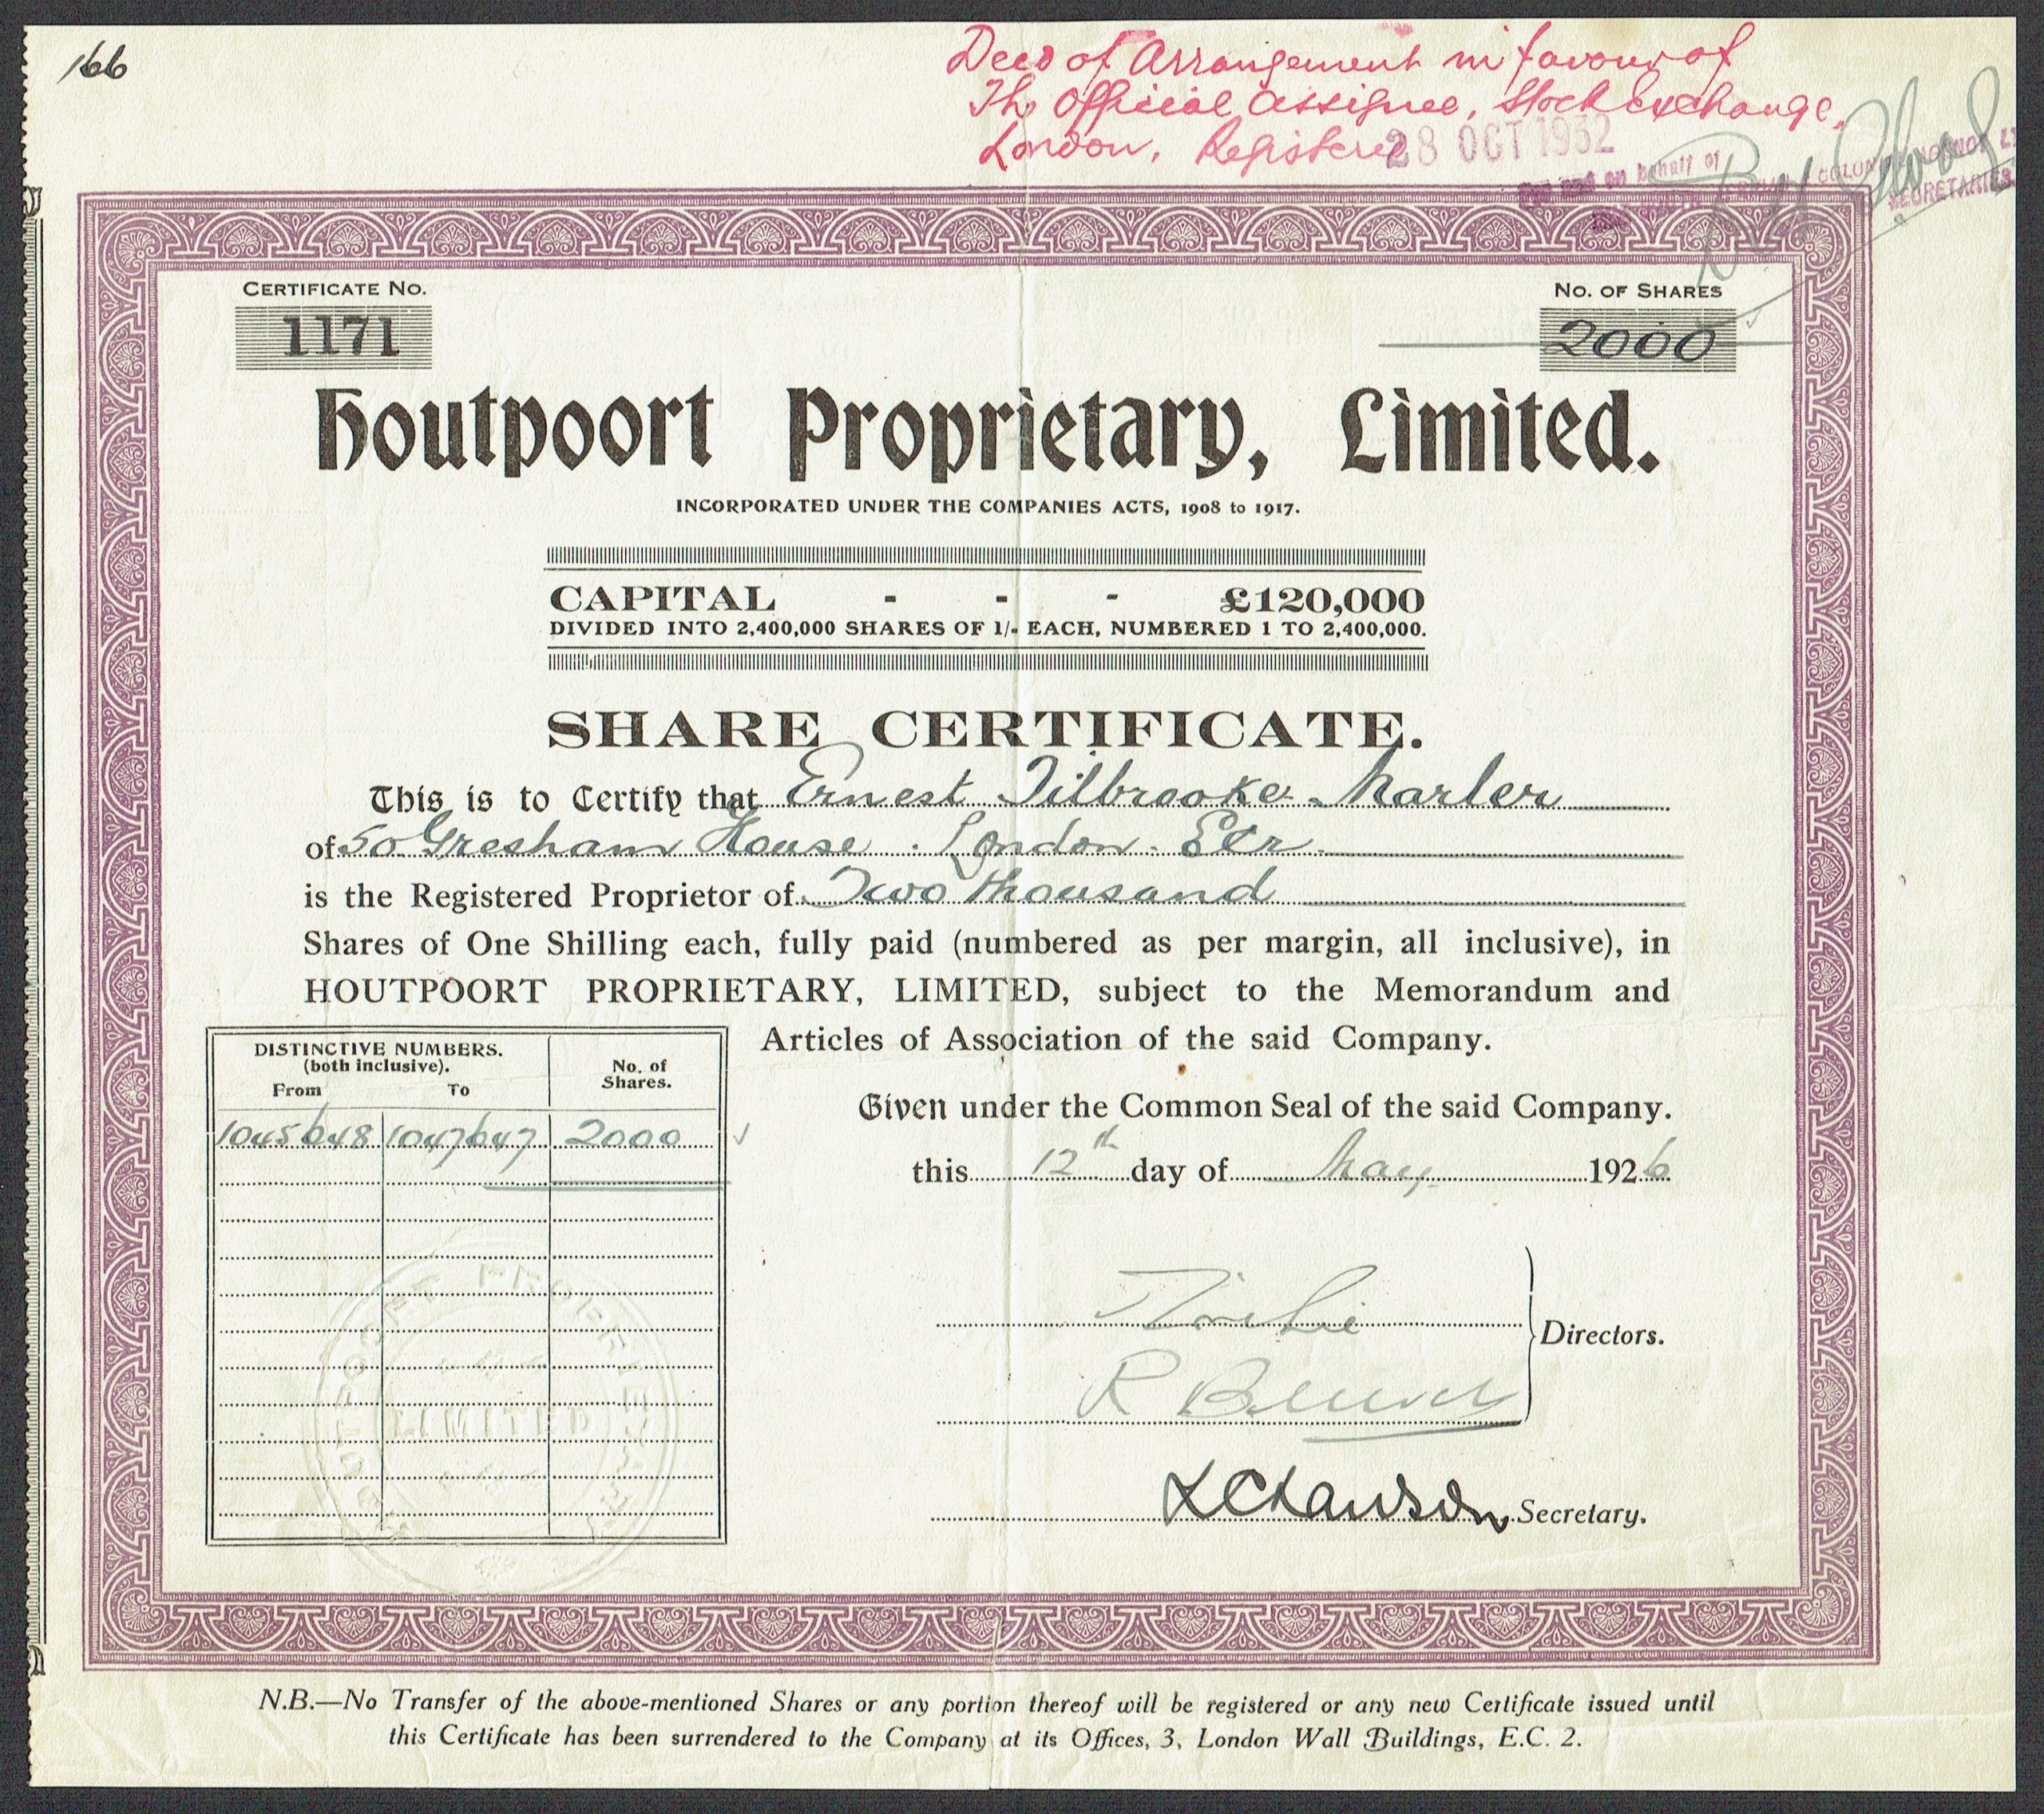 166
Deed of Arrangement in favour of
The Official Assignee, Stock Exchange,
London. Registered 28 OCT 1932
For and on behalf of
SECRETARIES.
CERTIFICATE NO.
1171
NO. OF SHARES
2000
Houtpoort Proprietary, Limited.
INCORPORATED UNDER THE COMPANIES ACTS, 1908 to 1917.
CAPITAL - - - £120,000
DIVIDED INTO 2,400,000 SHARES OF 1/- EACH, NUMBERED 1 TO 2,400,000.
SHARE CERTIFICATE.
This is to Certify that Ernest Tilbrooke Marler
of 50 Gresham House. London.
is the Registered Proprietor of Two thousand
Shares of One Shilling each, fully paid (numbered as per margin, all inclusive), in
HOUTPOORT PROPRIETARY, LIMITED, subject to the Memorandum and
Articles of Association of the said Company.
DISTINCTIVE NUMBERS.
(both inclusive).
From To
No. of
Shares.
1045648 1047647 2000
Given under the Common Seal of the said Company.
this 12th day of May 1926
Directors.
Secretary.
HOUTPOORT PROPRIETARY
LIMITED
N.B.—No Transfer of the above-mentioned Shares or any portion thereof will be registered or any new Certificate issued until
this Certificate has been surrendered to the Company at its Offices, 3, London Wall Buildings, E.C. 2.